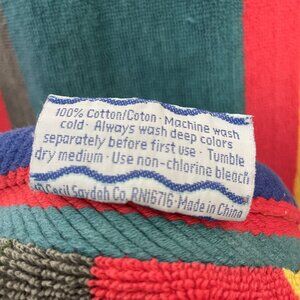 100% Cotton/Coton · Machine wash
cold · Always wash deep colors
separately before first use · Tumble
dry medium · Use non-chlorine bleach
Cecil Saydah Co. RN16716 · Made in China